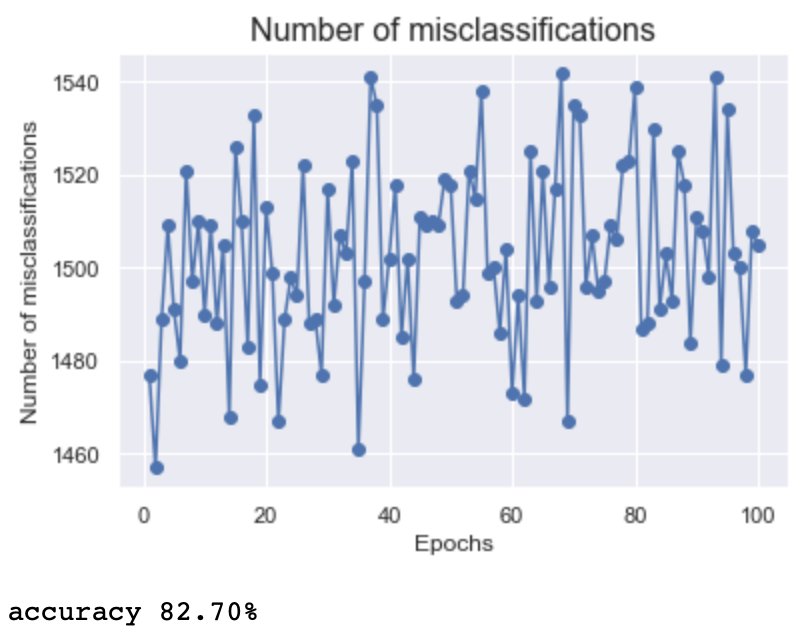 Number of misclassifications
Number of misclassifications
1540
1520
1500
1480
1460
0 20 40 60 80 100
Epochs
accuracy 82.70%